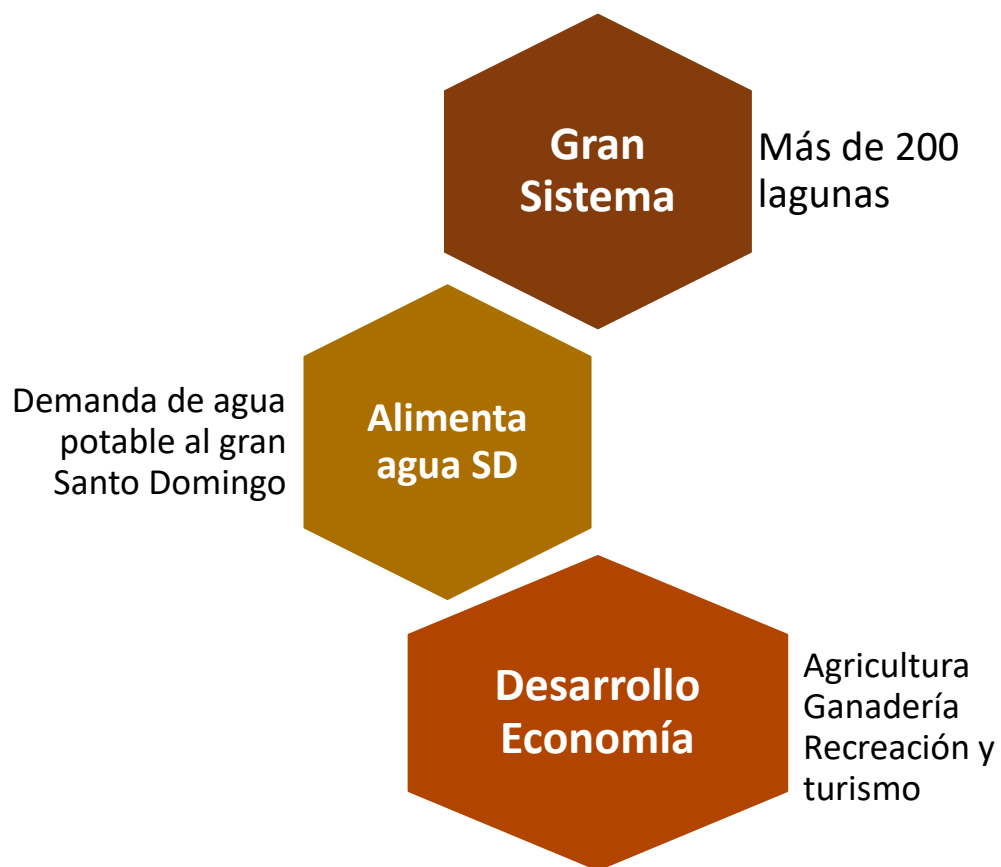 Gran
Sistema
Más de 200
lagunas
Demanda de agua
potable al gran
Santo Domingo
Alimenta
agua SD
Desarrollo
Economía
Agricultura
Ganadería
Recreación y
turismo